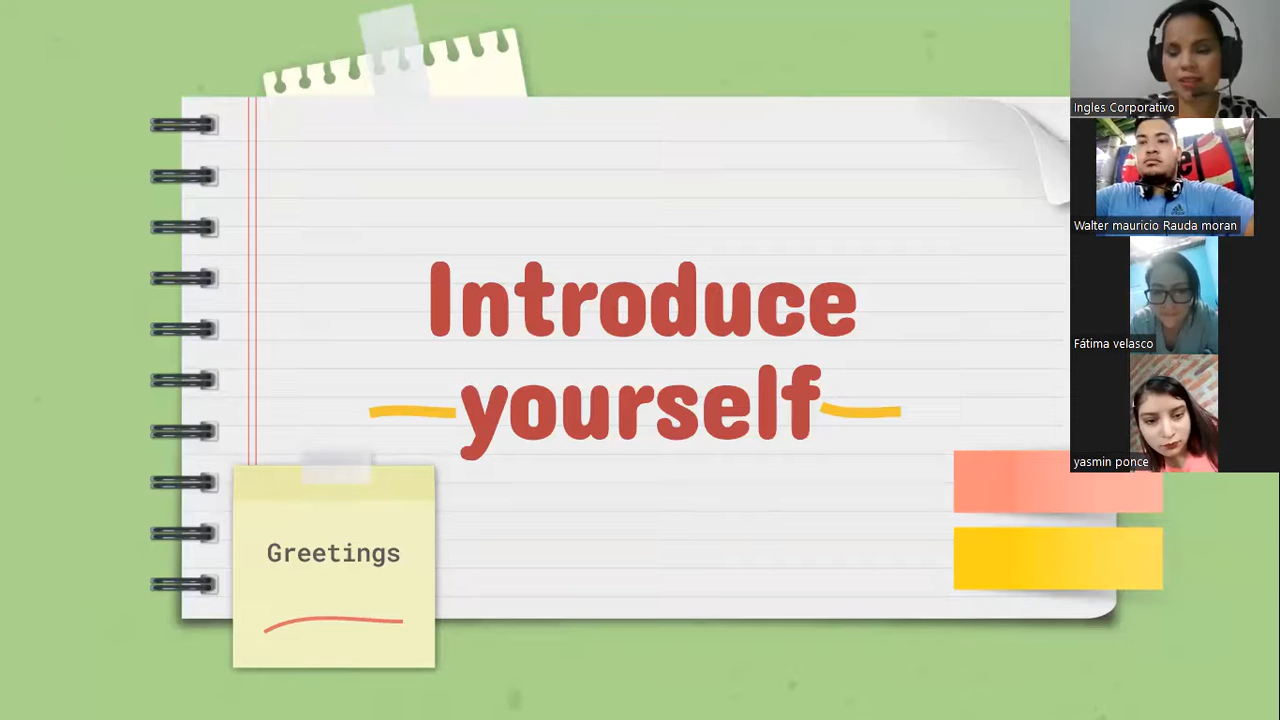 Introduce
yourself
Greetings
Ingles Corporativo
Walter mauricio Rauda moran
Fátima velasco
yasmin ponce